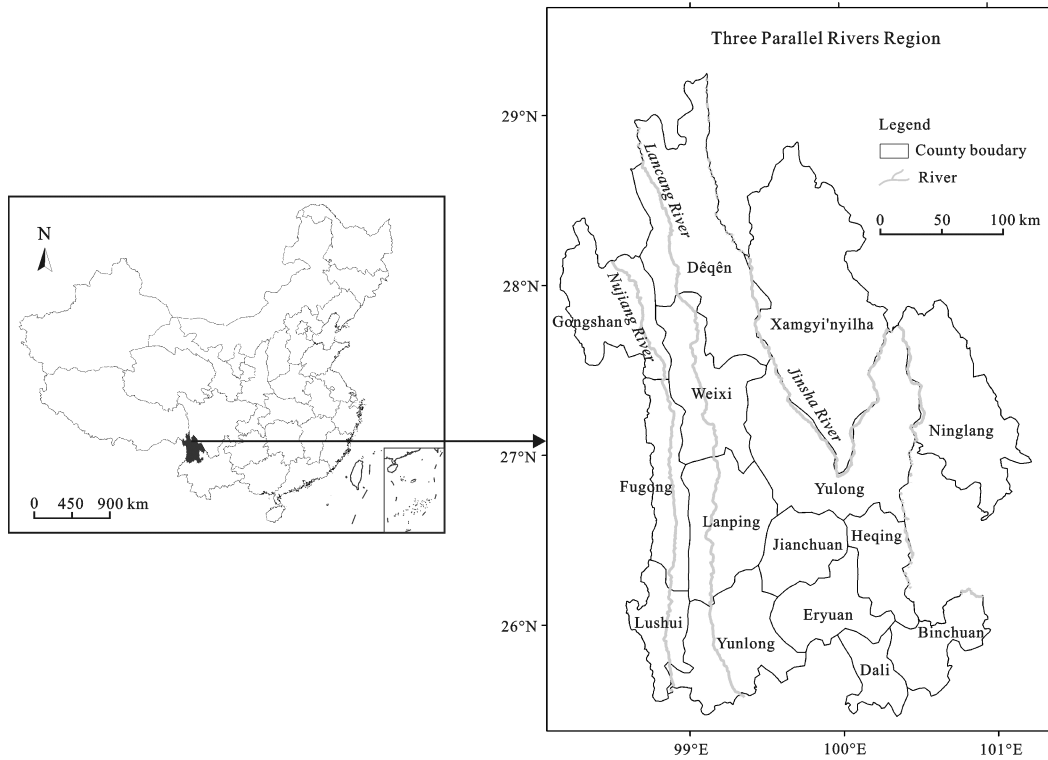 N
0 450 900 km
Three Parallel Rivers Region
Legend
County boudary
River
0 50 100 km
29°N
28°N
27°N
26°N
99°E
100°E
101°E
Lancang River
Nujiang River
Jinsha River
Dêqên
Gongshan
Xamgyi'nyilha
Weixi
Ninglang
Fugong
Yulong
Lanping
Jianchuan
Heqing
Lushui
Eryuan
Yunlong
Binchuan
Dali